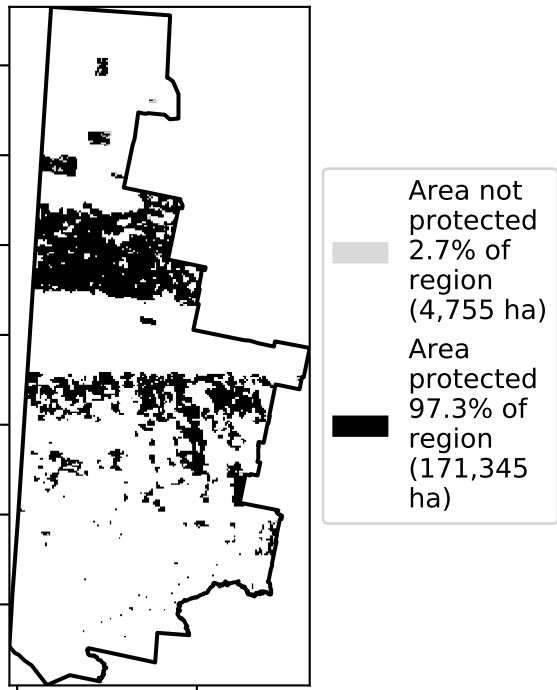 Area not
protected
2.7% of
region
(4,755 ha)
Area
protected
97.3% of
region
(171,345
ha)